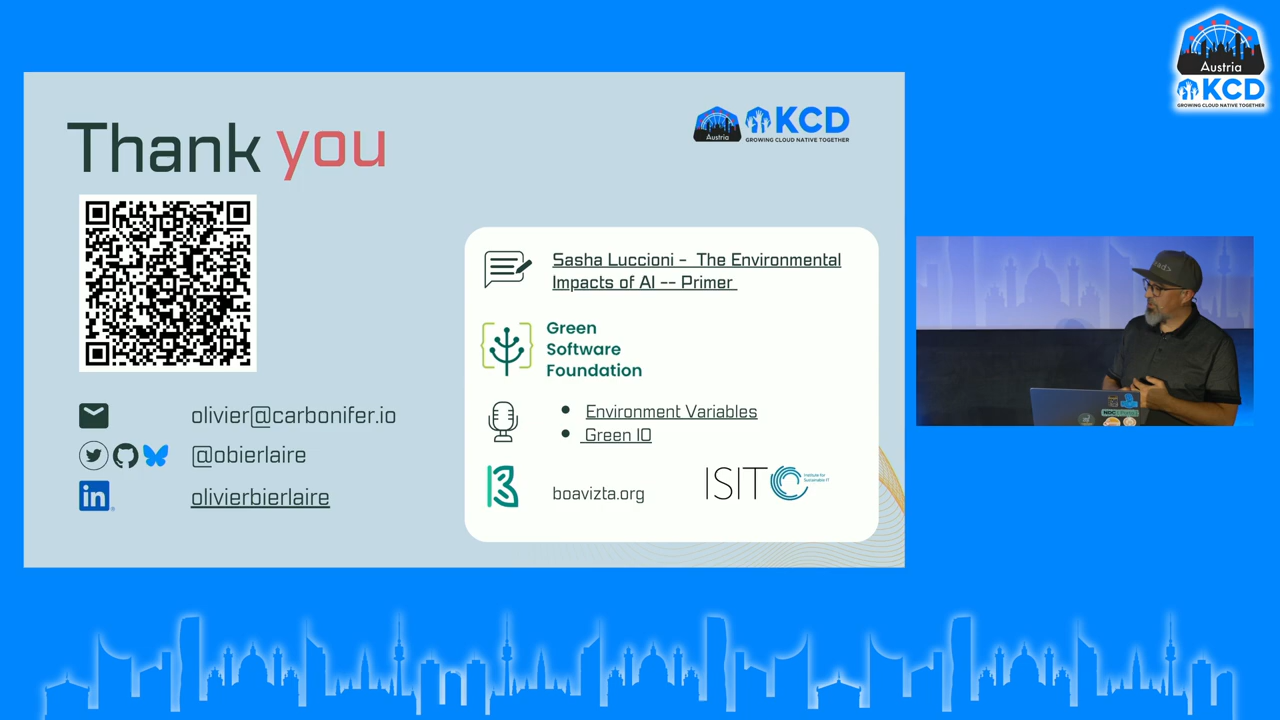 Thank you
Austria
KCD
GROWING CLOUD NATIVE TOGETHER
Sasha Luccioni - The Environmental
Impacts of AI -- Primer
Green
Software
Foundation
Environment Variables
Green IO
boavizta.org
ISIT
Institute for
Sustainable IT
olivier@carbonifer.io
@obierlaire
in
olivierbierlaire
Austria
KCD
GROWING CLOUD NATIVE TOGETHER